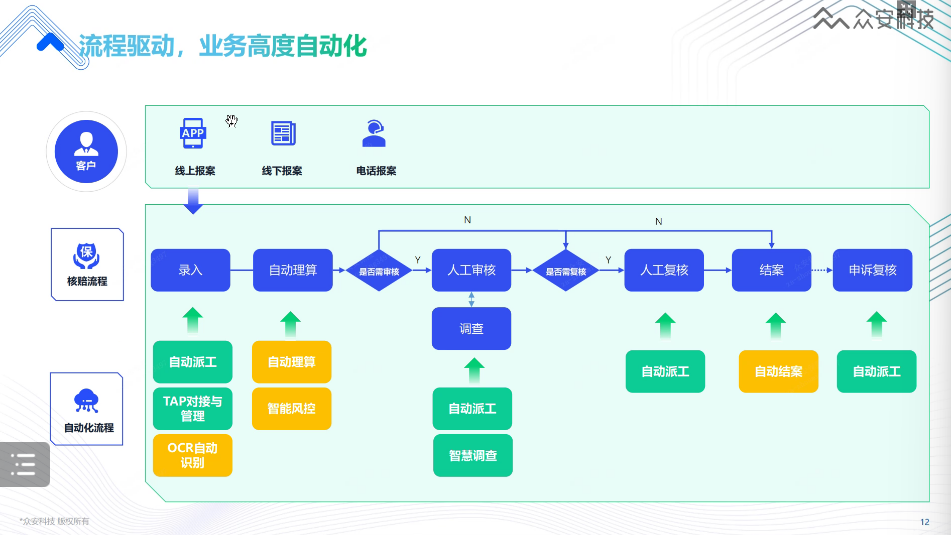 众安科技
流程驱动，业务高度自动化
APP
客户
线上报案
线下报案
电话报案
保
核赔流程
N
N
录入
自动理算
是否需审核
Y
人工审核
是否需复核
Y
人工复核
结案
申诉复核
调查
自动化流程
自动派工
TAP对接与
管理
OCR自动
识别
自动理算
智能风控
自动派工
智慧调查
自动派工
自动结案
自动派工
*众安科技 版权所有
12